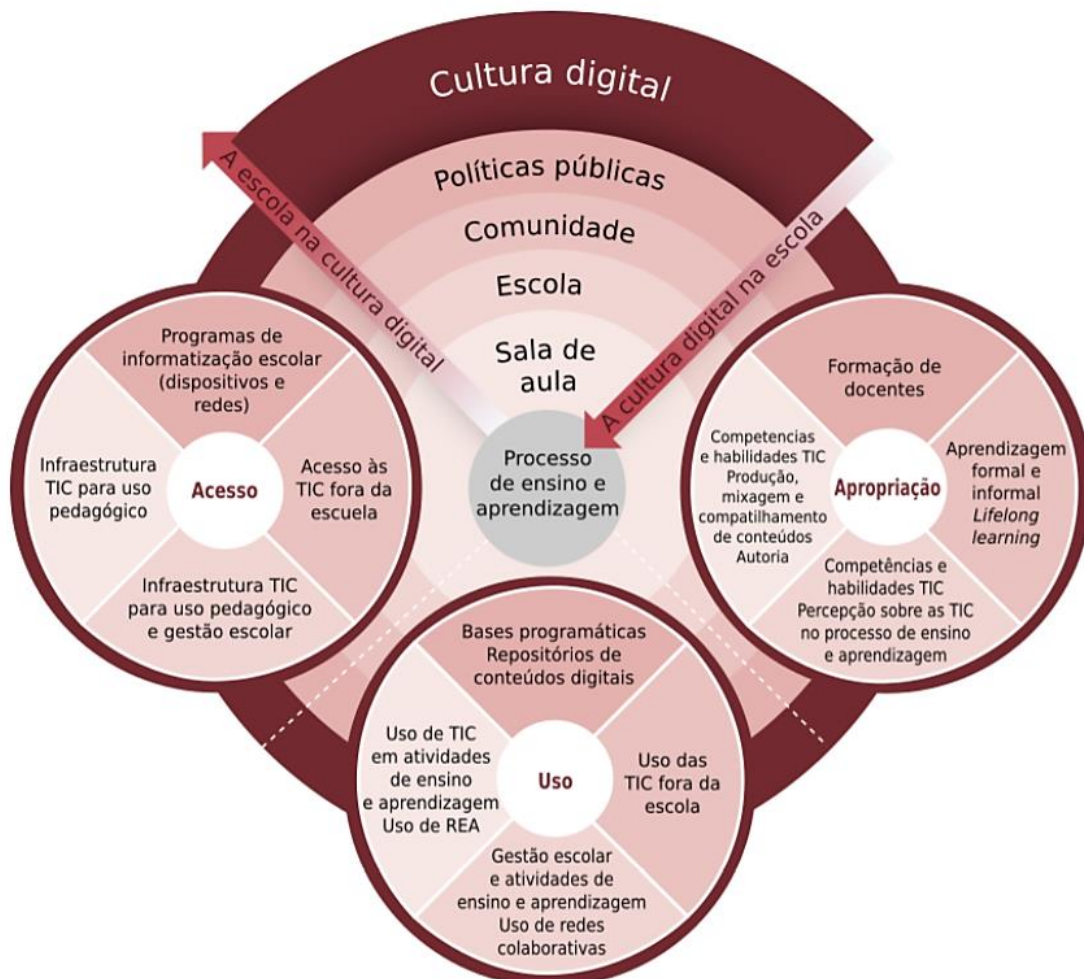 Cultura digital
Políticas públicas
Comunidade
Escola
Sala de
aula
A escola na cultura digital
A cultura digital na escola
Processo
de ensino e
aprendizagem
Programas de
informatização escolar
(dispositivos e
redes)
Infraestrutura
TIC para uso
pedagógico
Acesso
Acesso às
TIC fora da
escuela
Infraestrutura TIC
para uso pedagógico
e gestão escolar
Bases programáticas
Repositórios de
conteúdos digitais
Uso de TIC
em atividades
de ensino
e aprendizagem
Uso de REA
Uso
Uso das
TIC fora da
escola
Gestão escolar
e atividades de
ensino e aprendizagem
Uso de redes
colaborativas
Formação de
docentes
Competencias
e habilidades TIC
Produção,
mixagem e
compatilhamento
de conteúdos
Autoria
Apropriação
Aprendizagem
formal e
informal
Lifelong
learning
Competências e
habilidades TIC
Percepção sobre as TIC
no processo de ensino
e aprendizagem